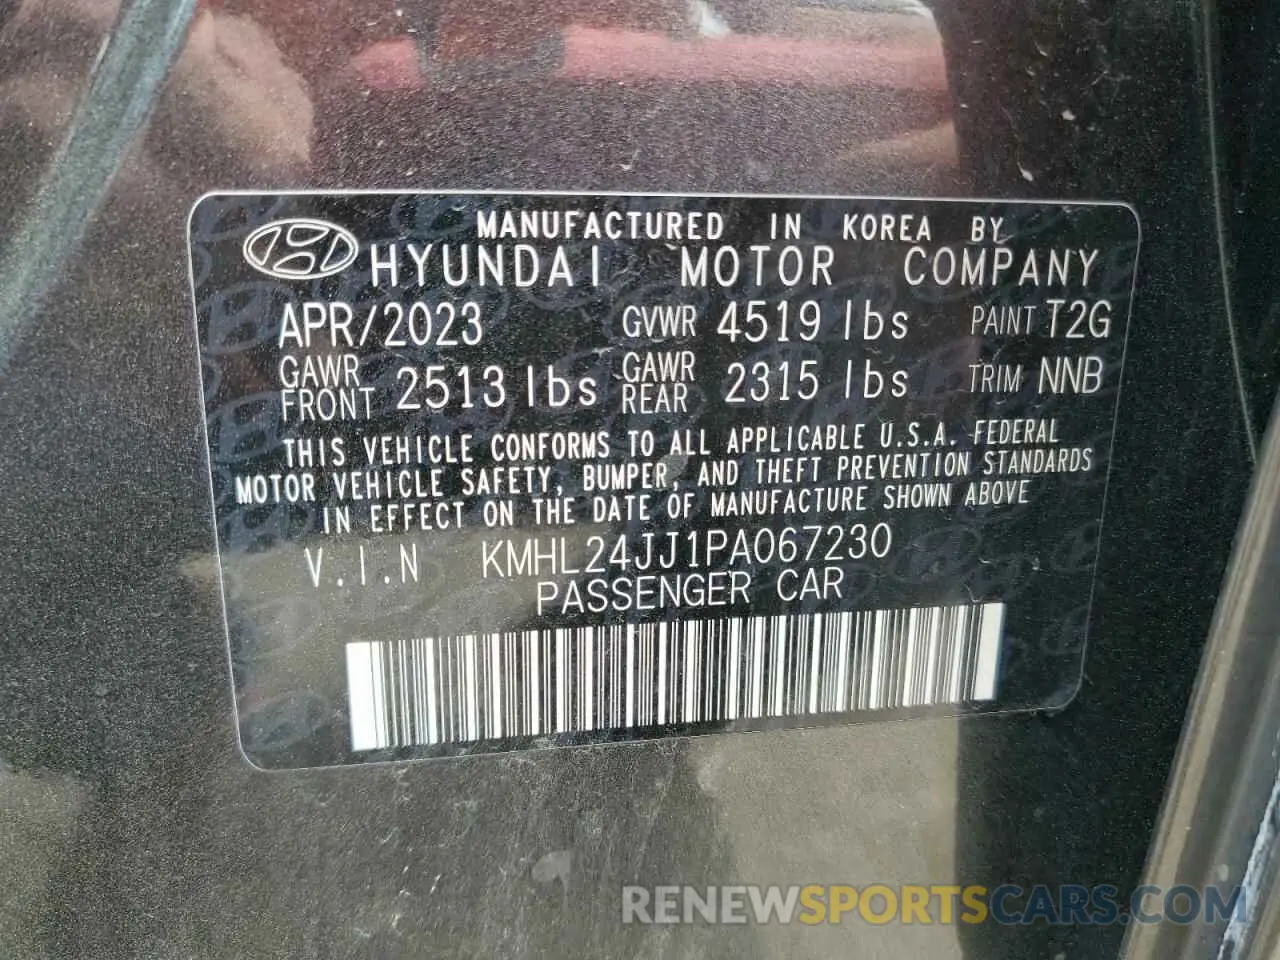 MANUFACTURED IN KOREA BY
HYUNDAI MOTOR COMPANY
APR/2023 GVWR 4519 lbs PAINT T2G
GAWR FRONT 2513 lbs GAWR REAR 2315 lbs TRIM NNB
THIS VEHICLE CONFORMS TO ALL APPLICABLE U.S.A. FEDERAL
MOTOR VEHICLE SAFETY, BUMPER, AND THEFT PREVENTION STANDARDS
IN EFFECT ON THE DATE OF MANUFACTURE SHOWN ABOVE
V.I.N KMHL24JJ1PA067230
PASSENGER CAR
RENEWSPORTSCARS.COM